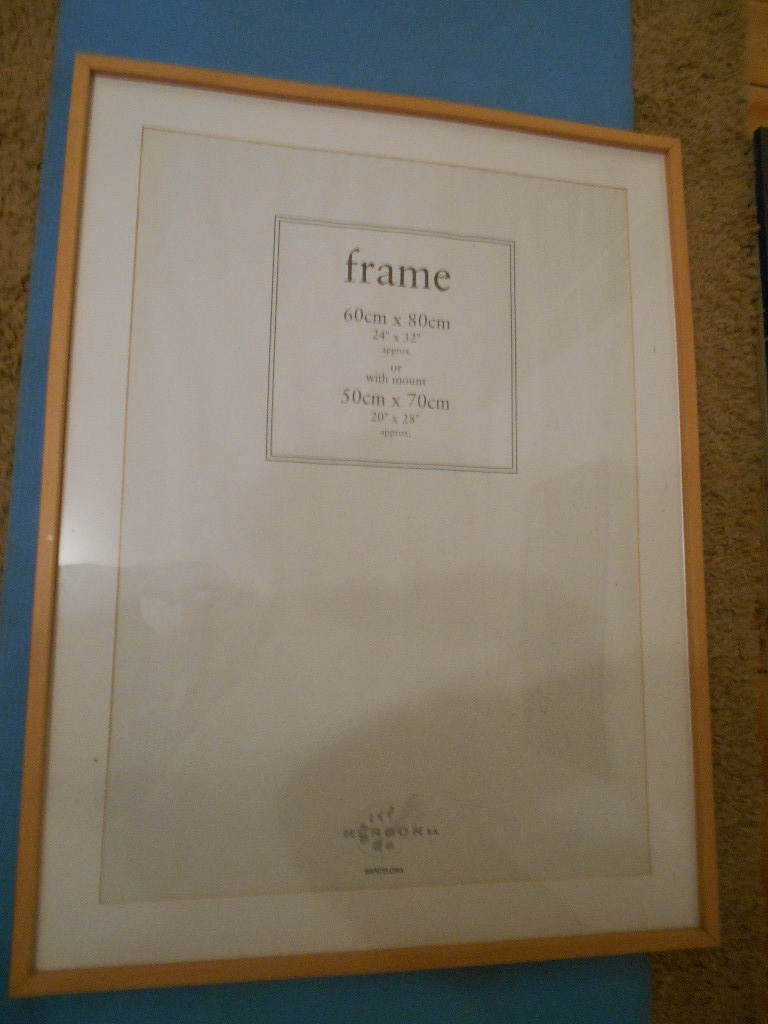 frame
60cm x 80cm
24" x 32"
approx.
or
with mount
50cm x 70cm
20" x 28"
approx.
BARCELONA